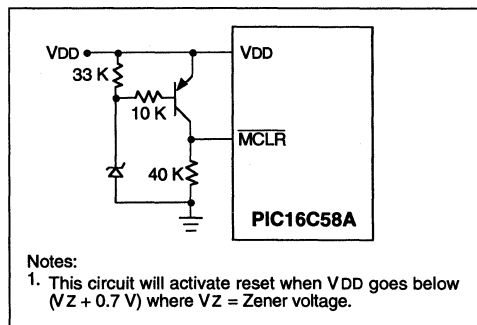 VDD
VDD
33 K
10 K
MCLR
40 K
PIC16C58A
Notes:
1. This circuit will activate reset when VDD goes below
(VZ + 0.7 V) where VZ = Zener voltage.